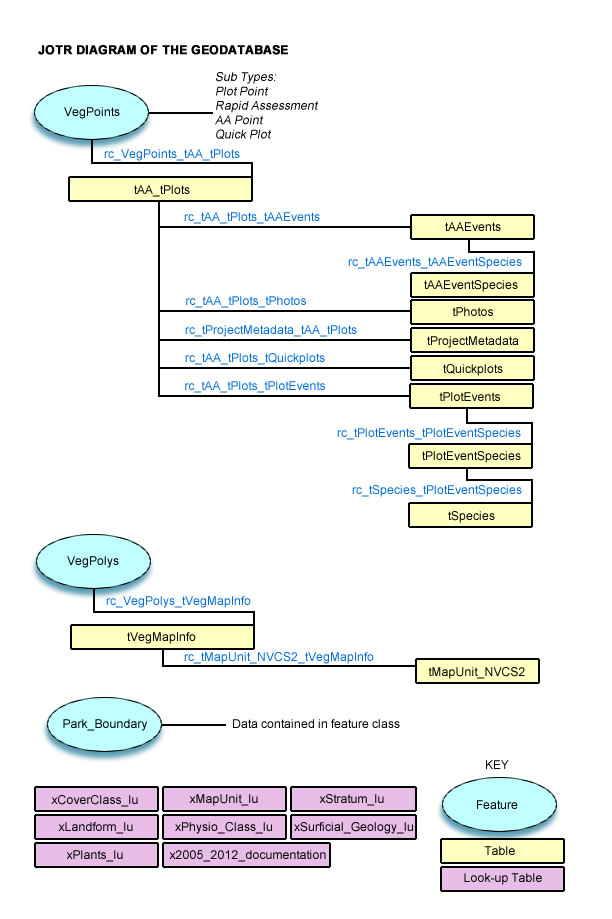 JOTR DIAGRAM OF THE GEODATABASE
Sub Types:
Plot Point
Rapid Assessment
AA Point
Quick Plot
VegPoints
rc_VegPoints_tAA_tPlots
tAA_tPlots
rc_tAA_tPlots_tAAEvents
tAAEvents
rc_tAAEvents_tAAEventSpecies
tAAEventSpecies
rc_tAA_tPlots_tPhotos
tPhotos
rc_tProjectMetadata_tAA_tPlots
tProjectMetadata
rc_tAA_tPlots_tQuickplots
tQuickplots
rc_tAA_tPlots_tPlotEvents
tPlotEvents
rc_tPlotEvents_tPlotEventSpecies
tPlotEventSpecies
rc_tSpecies_tPlotEventSpecies
tSpecies
VegPolys
rc_VegPolys_tVegMapInfo
tVegMapInfo
rc_tMapUnit_NVCS2_tVegMapInfo
tMapUnit_NVCS2
Park_Boundary
Data contained in feature class
xCoverClass_lu
xMapUnit_lu
xStratum_lu
xLandform_lu
xPhysio_Class_lu
xSurficial_Geology_lu
xPlants_lu
x2005_2012_documentation
KEY
Feature
Table
Look-up Table